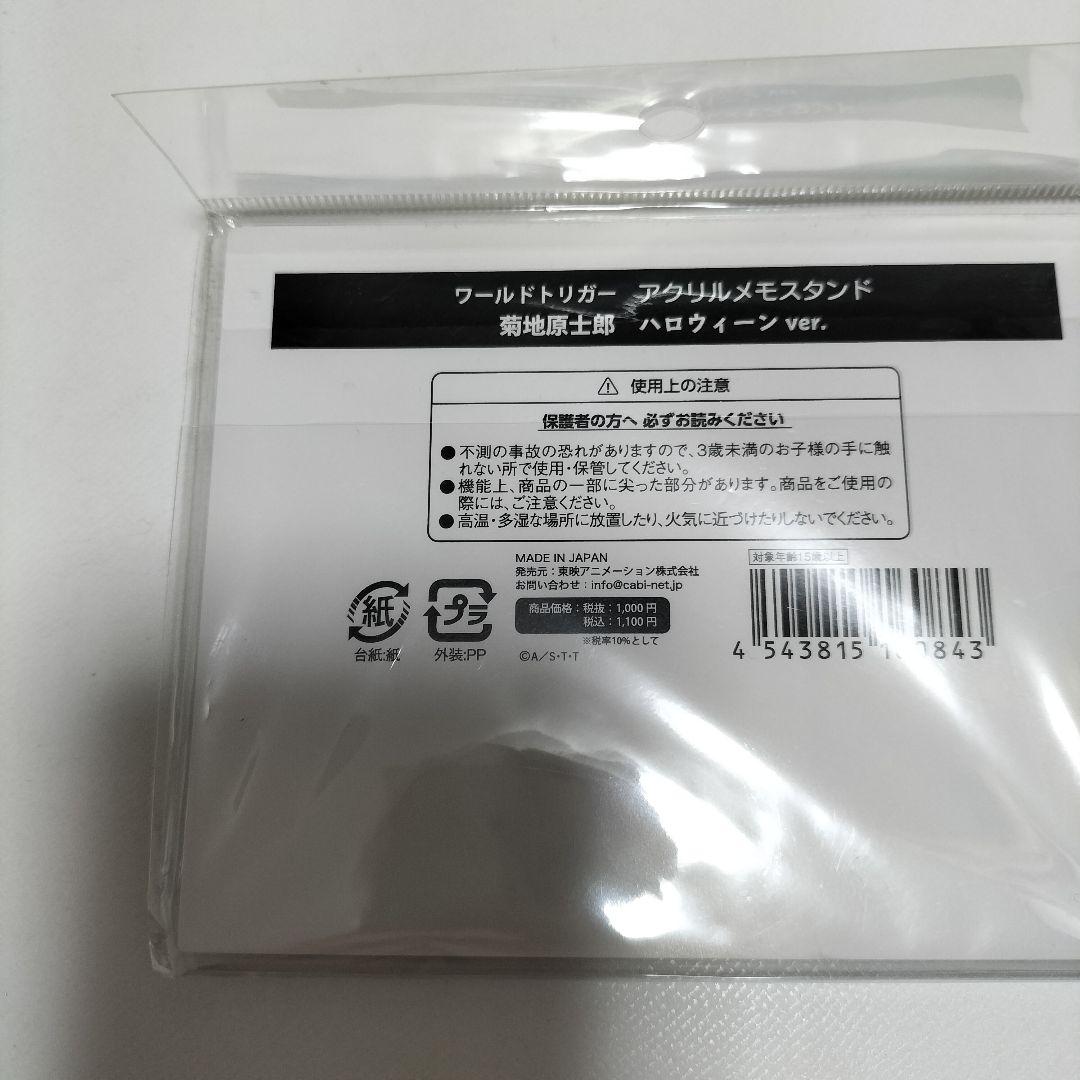 ワールドトリガー　アクリルメモスタンド
菊地原士郎　ハロウィーン ver.
⚠ 使用上の注意
保護者の方へ 必ずお読みください
●不測の事故の恐れがありますので、3歳未満のお子様の手に触
れない所で使用・保管してください。
●機能上、商品の一部に尖った部分があります。商品をご使用の
際には、ご注意ください。
●高温・多湿な場所に放置したり、火気に近づけたりしないでください。
MADE IN JAPAN
発売元：東映アニメーション株式会社
お問い合わせ：info@cabi-net.jp
商品価格：税抜：1,000円
税込：1,100円
※税率10%として
©A／S・T・T
紙
台紙:紙
プラ
外装:PP
対象年齢15歳以上
4 543815